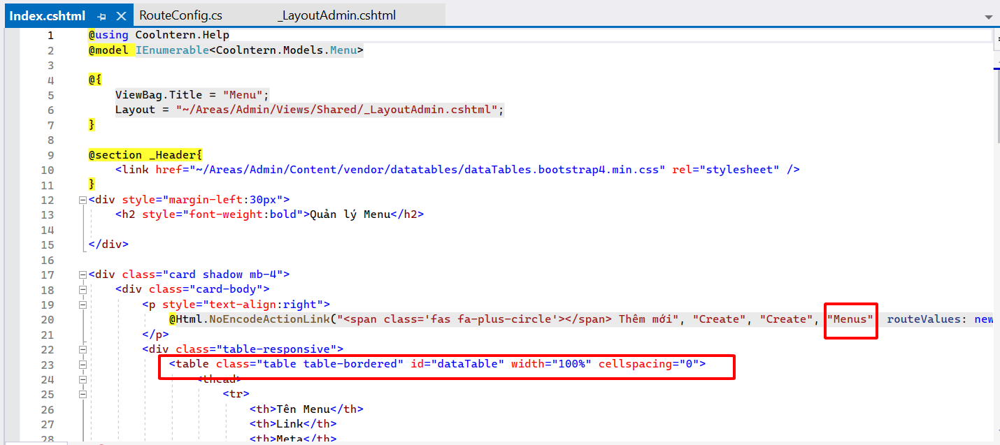 Index.cshtml RouteConfig.cs _LayoutAdmin.cshtml
1 @using Coolntern.Help
2 @model IEnumerable<Coolntern.Models.Menu>
3
4 @{
5 ViewBag.Title = "Menu";
6 Layout = "~/Areas/Admin/Views/Shared/_LayoutAdmin.cshtml";
7 }
8
9 @section _Header{
10 <link href="~/Areas/Admin/Content/vendor/datatables/dataTables.bootstrap4.min.css" rel="stylesheet" />
11 }
12 <div style="margin-left:30px">
13 <h2 style="font-weight:bold">Quản lý Menu</h2>
14
15 </div>
16
17 <div class="card shadow mb-4">
18 <div class="card-body">
19 <p style="text-align:right">
20 @Html.NoEncodeActionLink("<span class='fas fa-plus-circle'></span> Thêm mới", "Create", "Create", "Menus" routeValues: new
21 </p>
22 <div class="table-responsive">
23 <table class="table table-bordered" id="dataTable" width="100%" cellspacing="0">
24 <thead>
25 <tr>
26 <th>Tên Menu</th>
27 <th>Link</th>
28 <th>Meta</th>